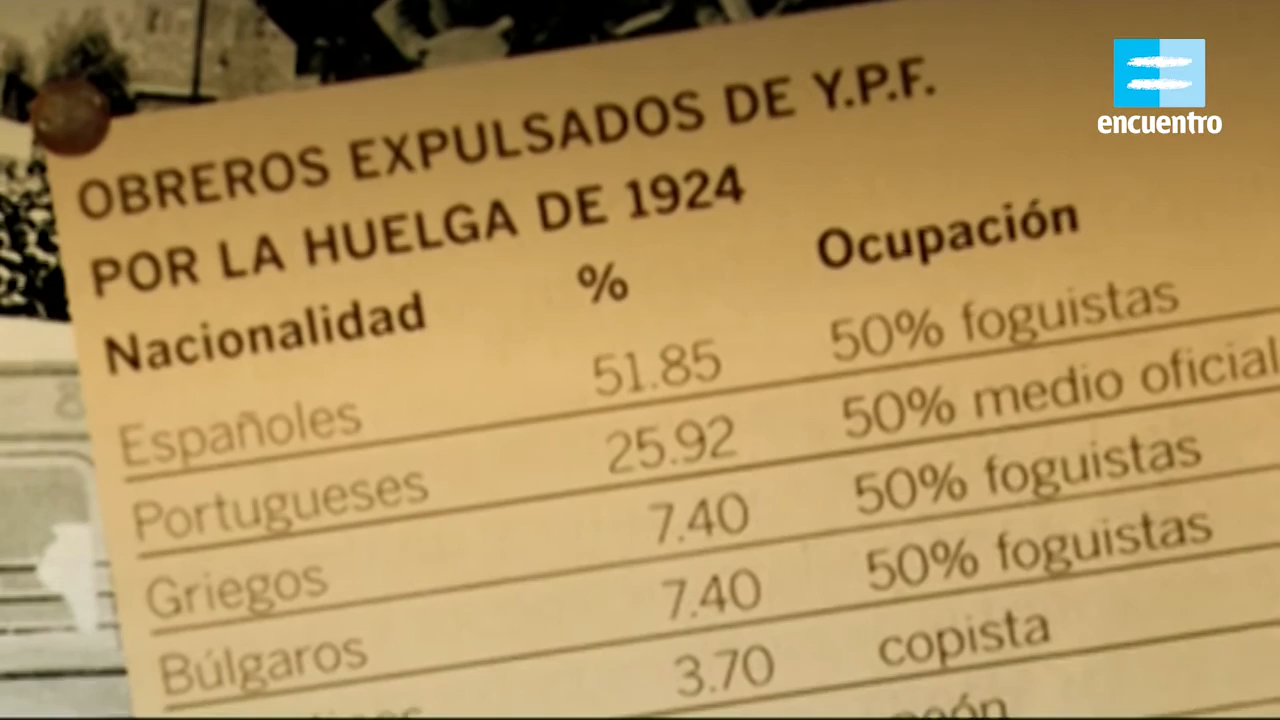 encuentro
OBREROS EXPULSADOS DE Y.P.F.
POR LA HUELGA DE 1924
Nacionalidad % Ocupación
Españoles 51.85 50% foguistas
Portugueses 25.92 50% medio oficial
Griegos 7.40 50% foguistas
Búlgaros 7.40 50% foguistas
3.70 copista